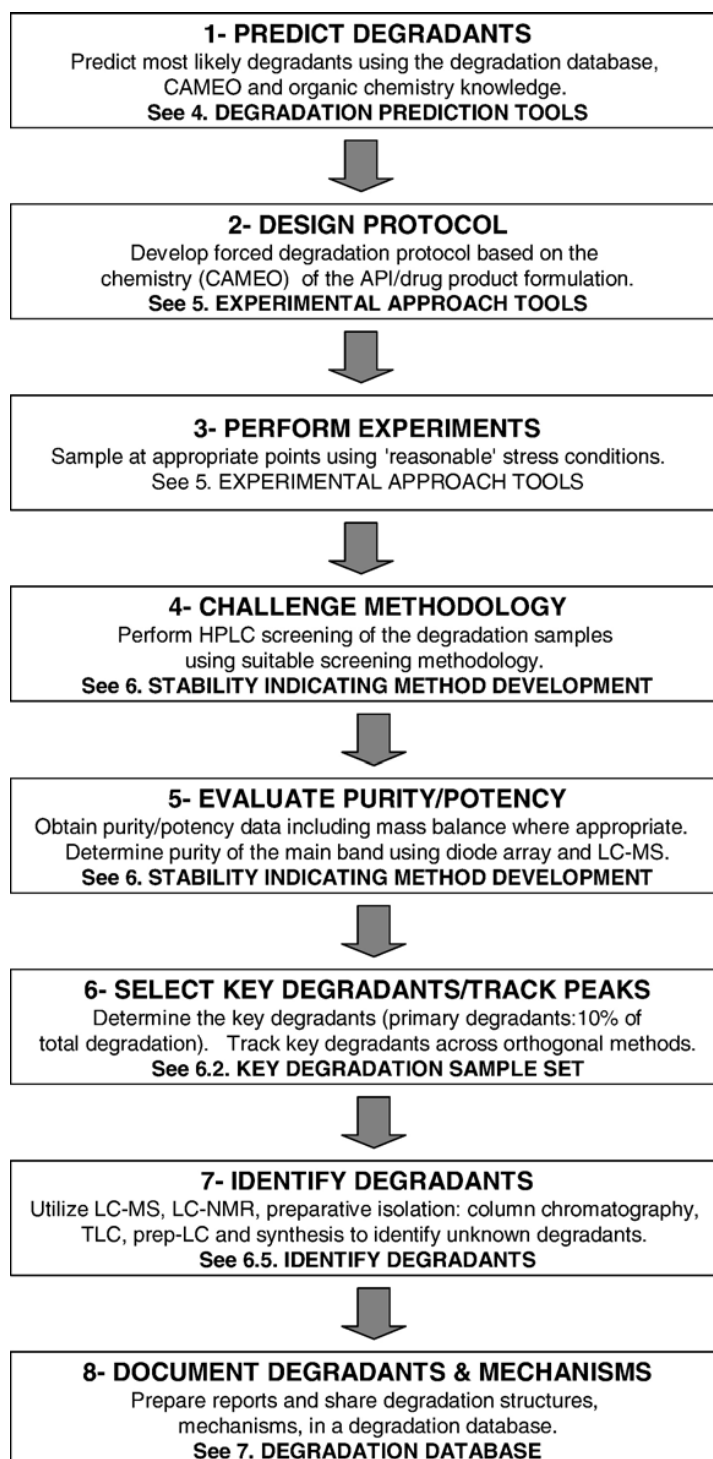 1- PREDICT DEGRADANTS
Predict most likely degradants using the degradation database,
CAMEO and organic chemistry knowledge.
See 4. DEGRADATION PREDICTION TOOLS
2- DESIGN PROTOCOL
Develop forced degradation protocol based on the
chemistry (CAMEO) of the API/drug product formulation.
See 5. EXPERIMENTAL APPROACH TOOLS
3- PERFORM EXPERIMENTS
Sample at appropriate points using 'reasonable' stress conditions.
See 5. EXPERIMENTAL APPROACH TOOLS
4- CHALLENGE METHODOLOGY
Perform HPLC screening of the degradation samples
using suitable screening methodology.
See 6. STABILITY INDICATING METHOD DEVELOPMENT
5- EVALUATE PURITY/POTENCY
Obtain purity/potency data including mass balance where appropriate.
Determine purity of the main band using diode array and LC-MS.
See 6. STABILITY INDICATING METHOD DEVELOPMENT
6- SELECT KEY DEGRADANTS/TRACK PEAKS
Determine the key degradants (primary degradants:10% of
total degradation). Track key degradants across orthogonal methods.
See 6.2. KEY DEGRADATION SAMPLE SET
7- IDENTIFY DEGRADANTS
Utilize LC-MS, LC-NMR, preparative isolation: column chromatography,
TLC, prep-LC and synthesis to identify unknown degradants.
See 6.5. IDENTIFY DEGRADANTS
8- DOCUMENT DEGRADANTS & MECHANISMS
Prepare reports and share degradation structures,
mechanisms, in a degradation database.
See 7. DEGRADATION DATABASE